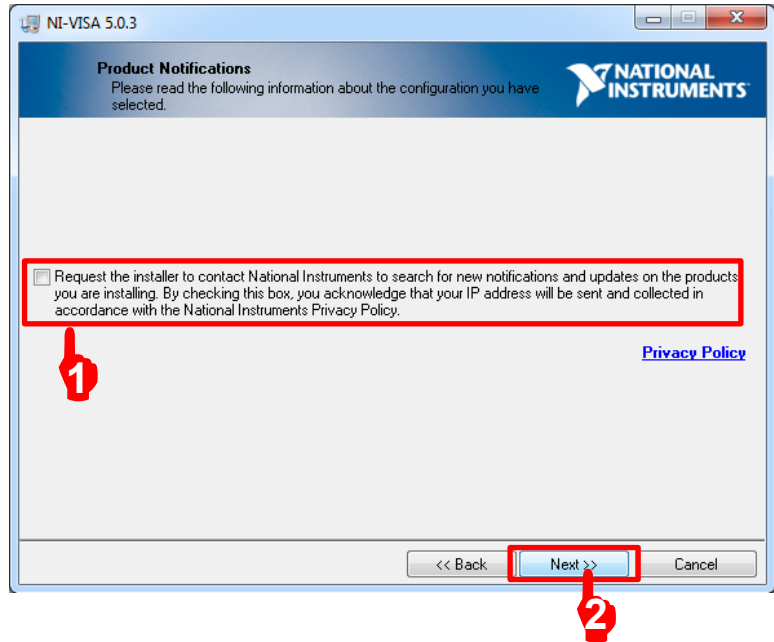 NI-VISA 5.0.3
Product Notifications
Please read the following information about the configuration you have
selected.
NATIONAL
INSTRUMENTS
Request the installer to contact National Instruments to search for new notifications and updates on the products
you are installing. By checking this box, you acknowledge that your IP address will be sent and collected in
accordance with the National Instruments Privacy Policy.
1
Privacy Policy
<< Back
Next >>
Cancel
2